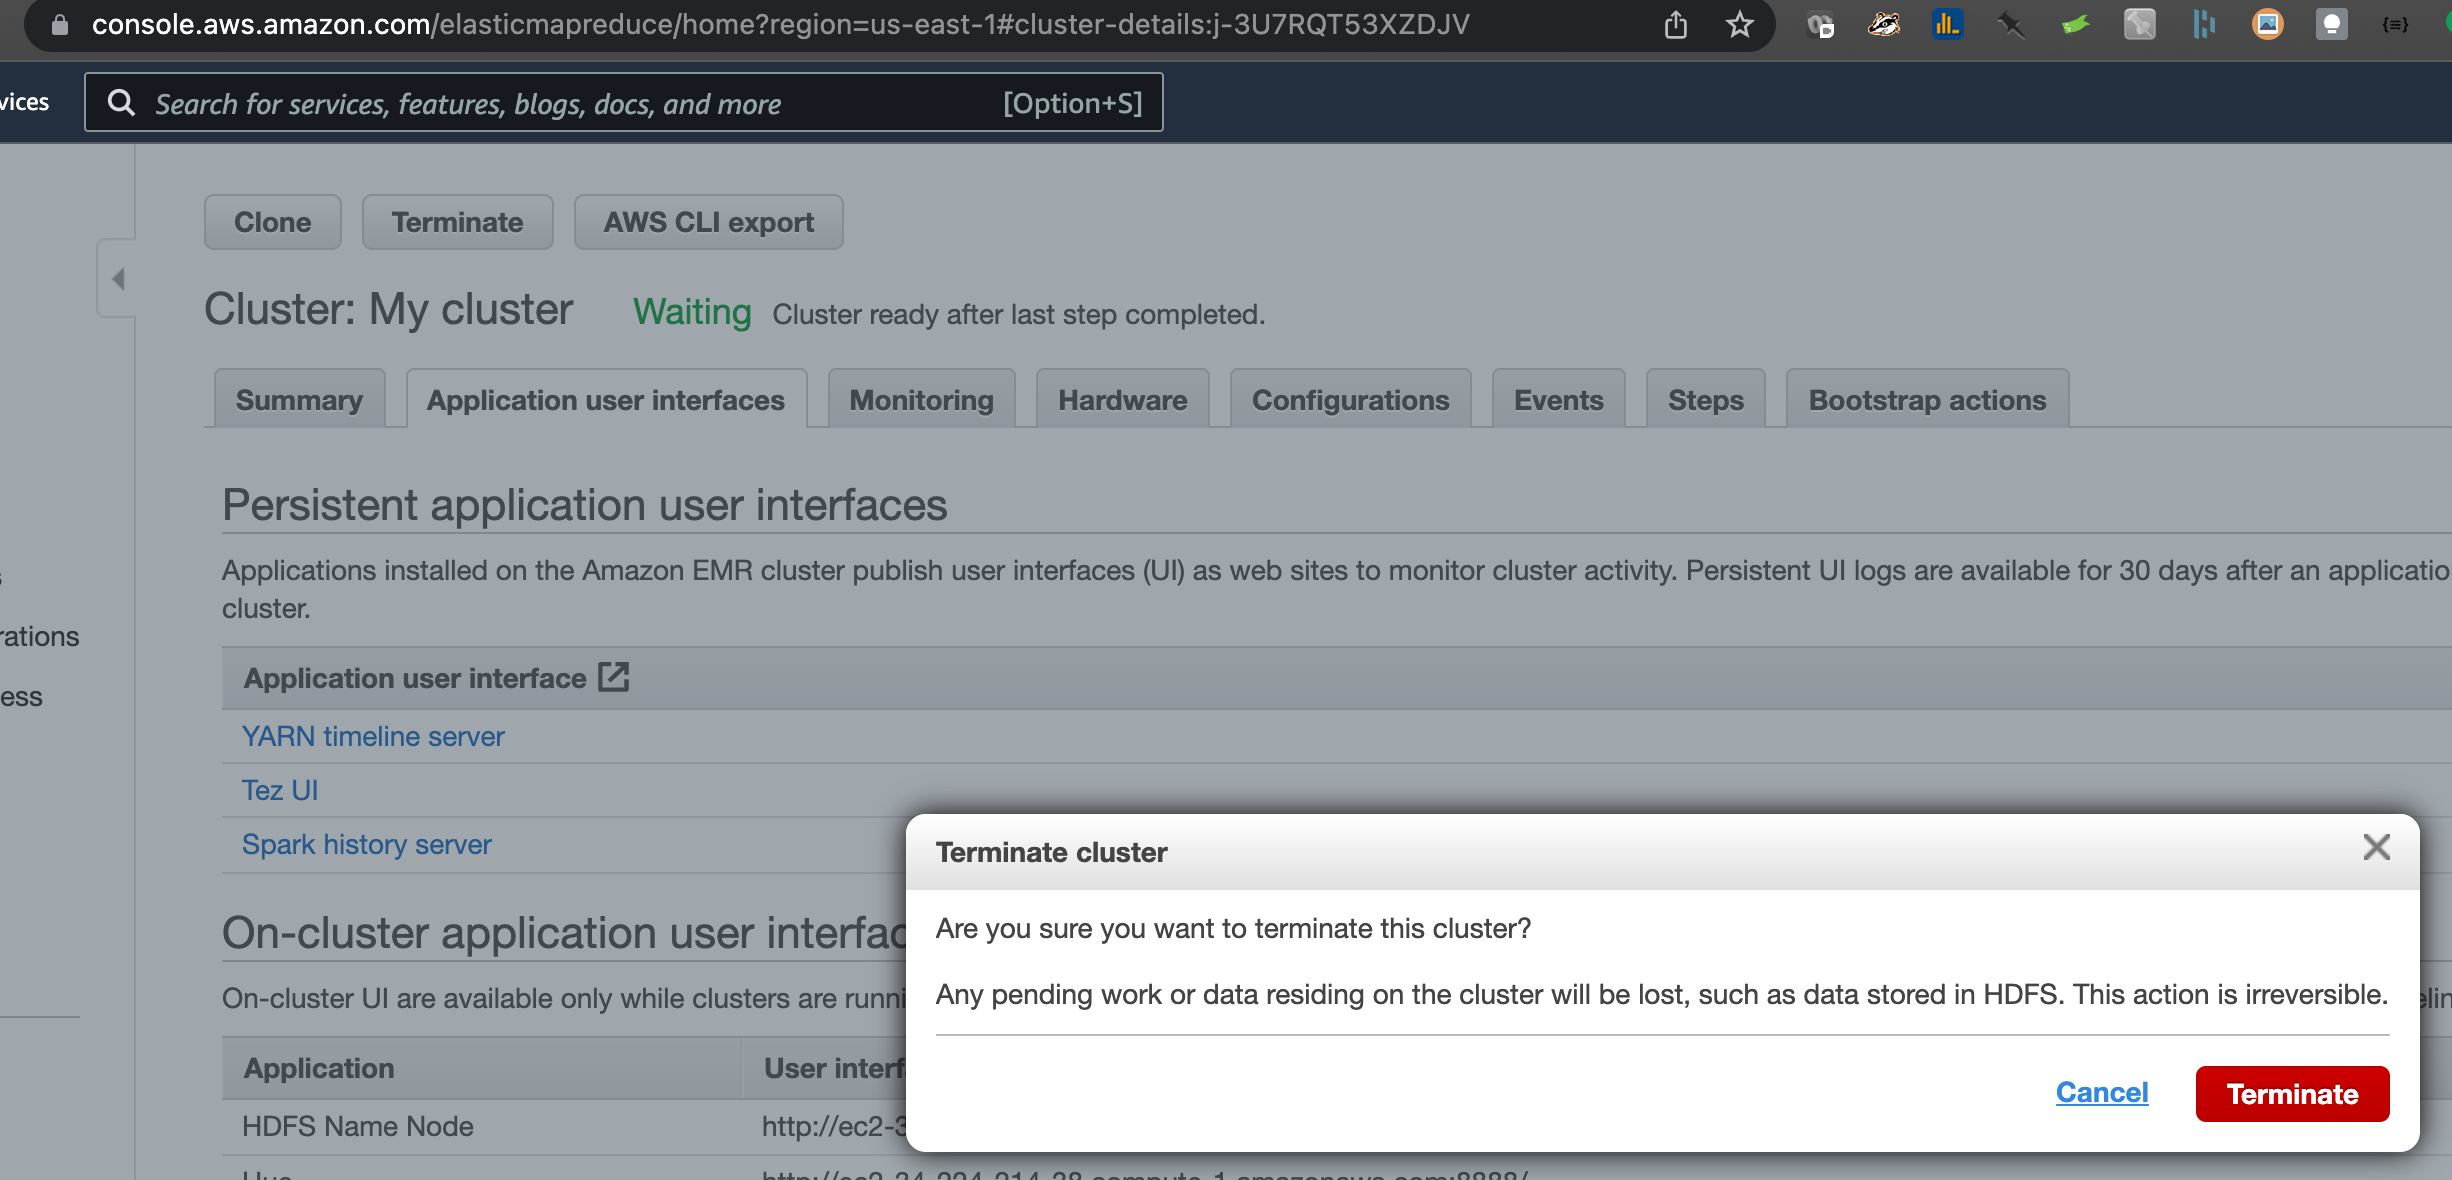 console.aws.amazon.com/elasticmapreduce/home?region=us-east-1#cluster-details:j-3U7RQT53XZDJV
vices
Search for services, features, blogs, docs, and more [Option+S]
Clone Terminate AWS CLI export
Cluster: My cluster Waiting Cluster ready after last step completed.
Summary Application user interfaces Monitoring Hardware Configurations Events Steps Bootstrap actions
Persistent application user interfaces
Applications installed on the Amazon EMR cluster publish user interfaces (UI) as web sites to monitor cluster activity. Persistent UI logs are available for 30 days after an applicatio
cluster.
rations
Application user interface
ess
YARN timeline server
Tez UI
Spark history server
Terminate cluster
Are you sure you want to terminate this cluster?
Any pending work or data residing on the cluster will be lost, such as data stored in HDFS. This action is irreversible.
Cancel Terminate
On-cluster application user interfac
On-cluster UI are available only while clusters are runni
Application User interf
HDFS Name Node http://ec2-3